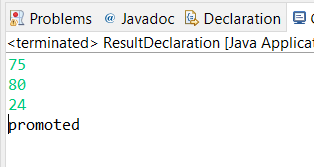 Problems @ Javadoc Declaration
<terminated> ResultDeclaration [Java Applicat
75
80
24
promoted